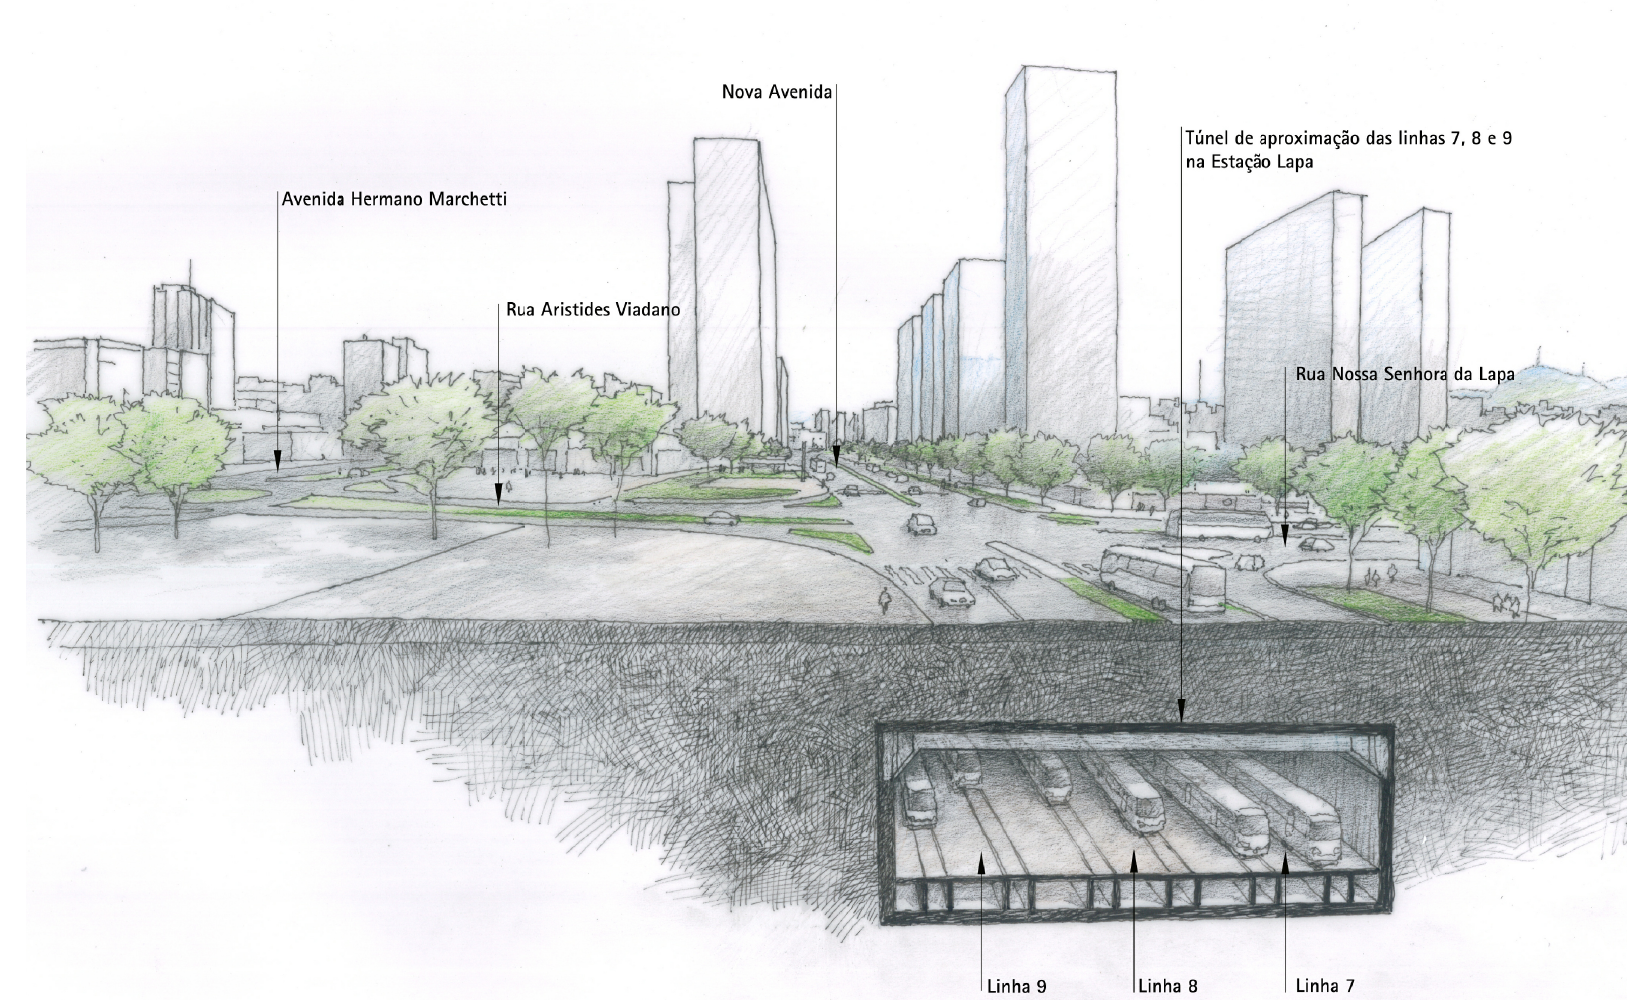 Nova Avenida
Túnel de aproximação das linhas 7, 8 e 9
na Estação Lapa
Avenida Hermano Marchetti
Rua Aristides Viadano
Rua Nossa Senhora da Lapa
Linha 9
Linha 8
Linha 7